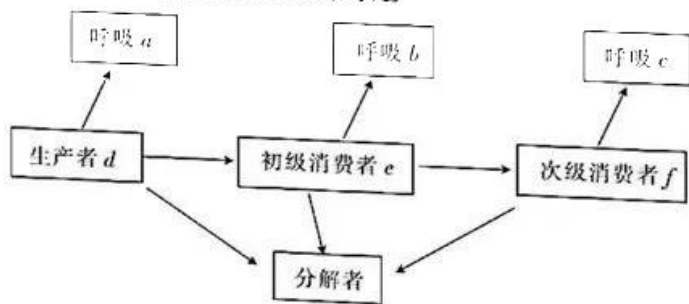 呼吸 a
呼吸 b
呼吸 c
生产者 d
初级消费者 e
次级消费者 f
分解者